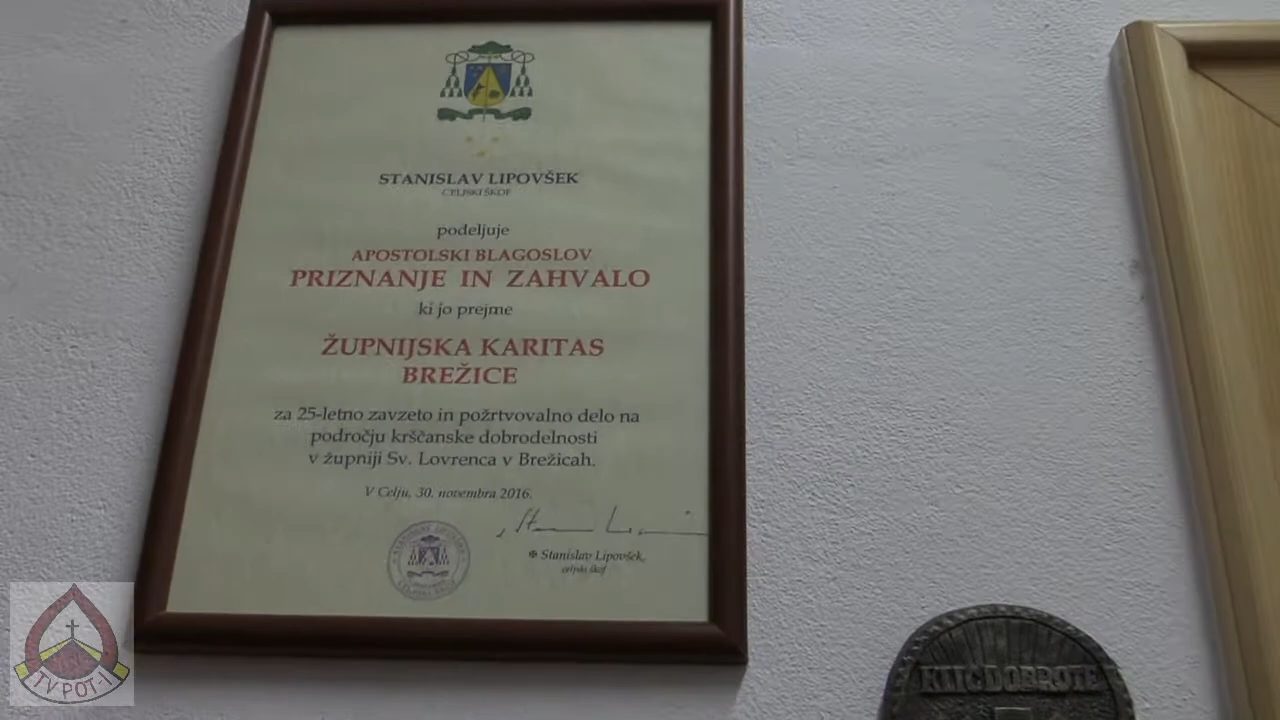 STANISLAV LIPOVŠEK
CELJSKI ŠKOF
podeljuje
APOSTOLSKI BLAGOSLOV
PRIZNANJE IN ZAHVALO
ki jo prejme
ŽUPNIJSKA KARITAS
BREŽICE
za 25-letno zavzeto in požrtvovalno delo na
področju krščanske dobrodelnosti
v župniji Sv. Lovrenca v Brežicah.
V Celju, 30. novembra 2016.
✠ Stanislav Lipovšek,
celjski škof
KLIC DOBROTE
TV POT-1